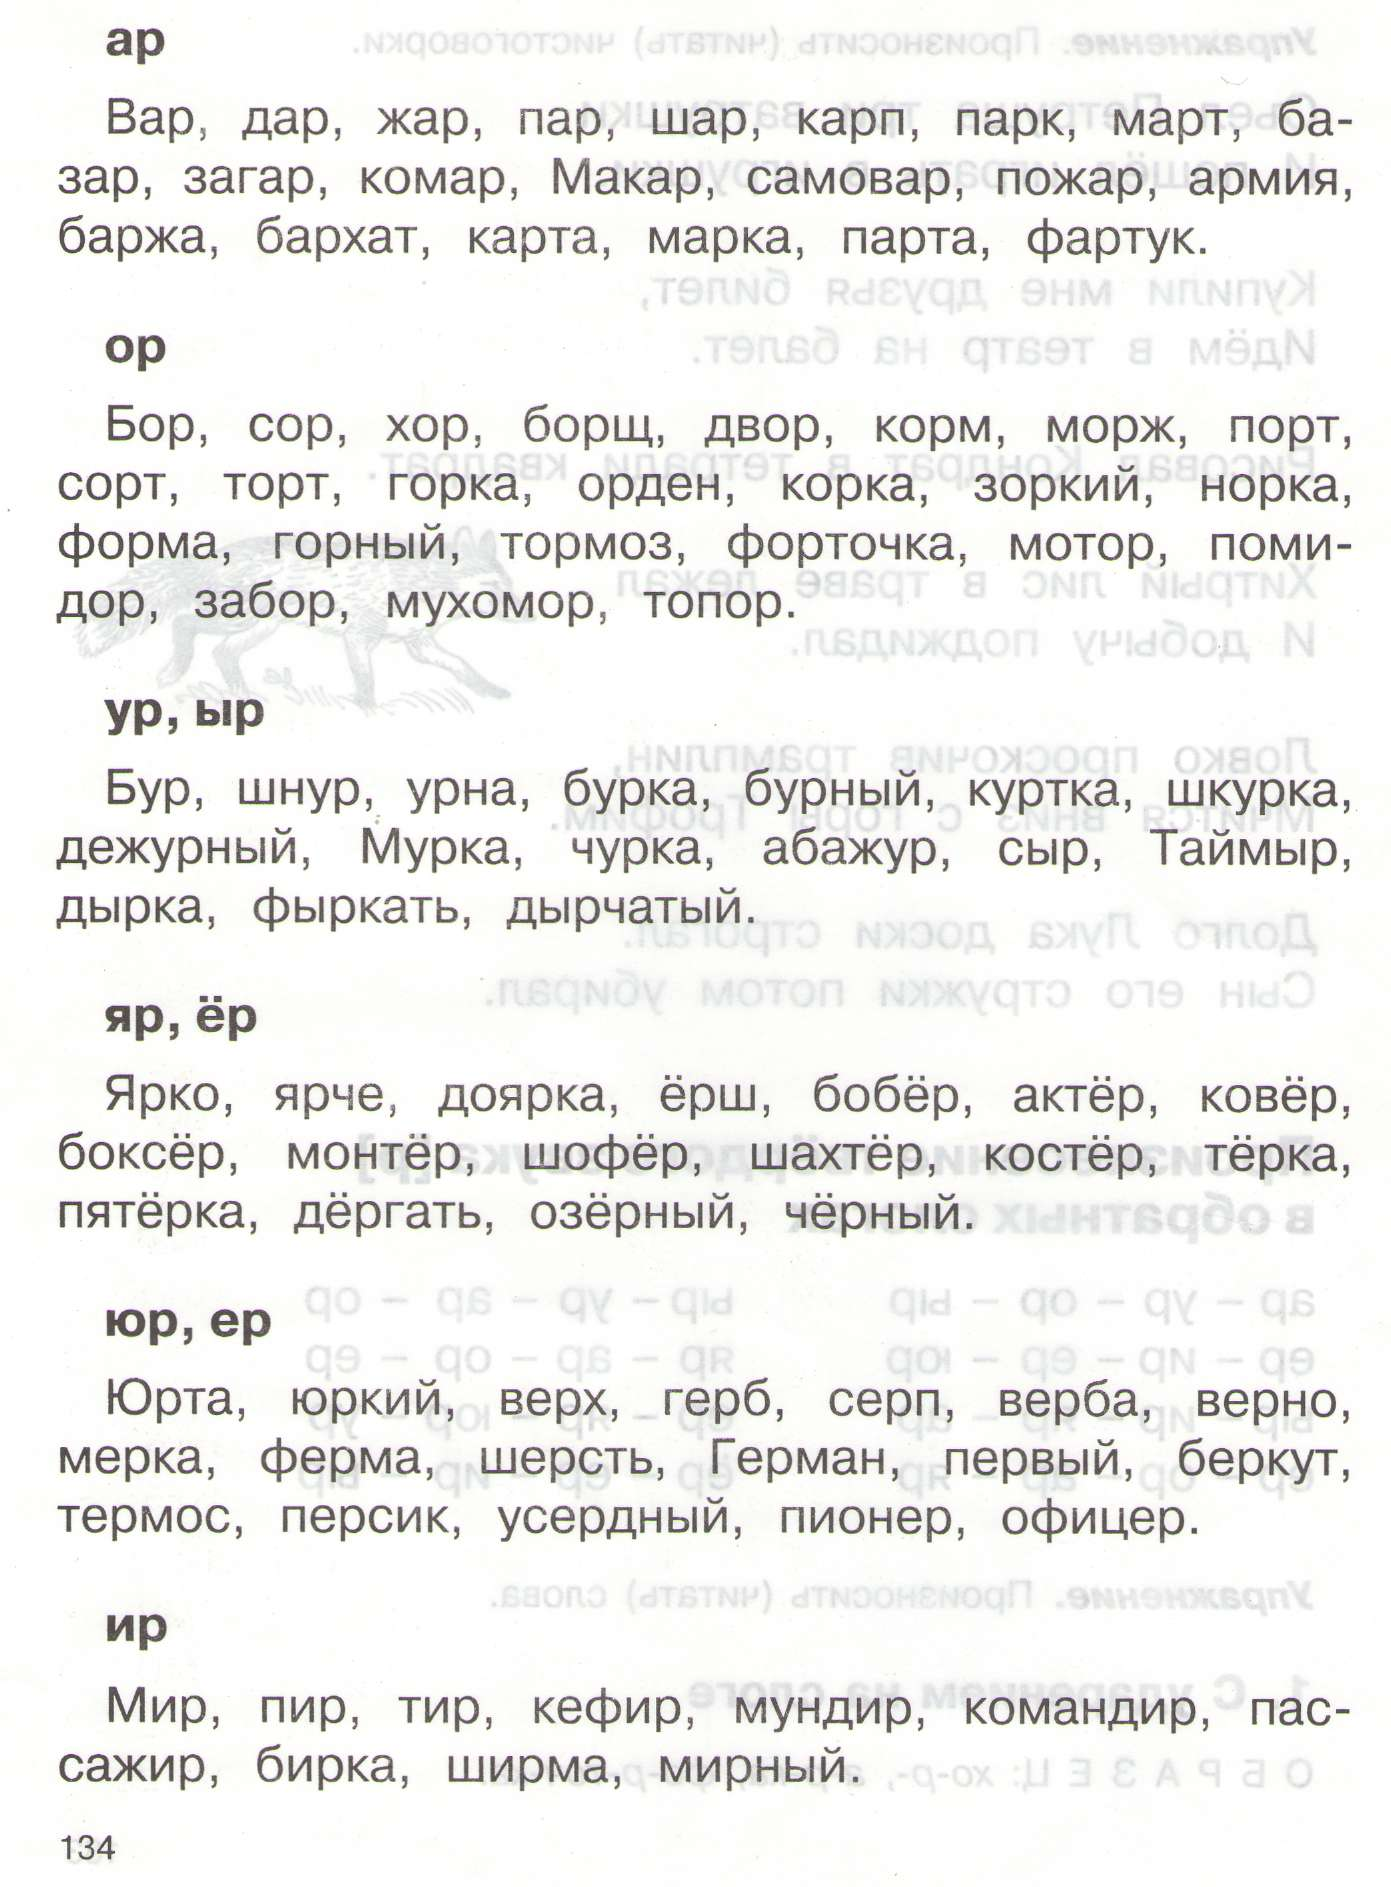 ар
Вар, дар, жар, пар, шар, карп, парк, март, ба-
зар, загар, комар, Макар, самовар, пожар, армия,
баржа, бархат, карта, марка, парта, фартук.
ор
Бор, сор, хор, борщ, двор, корм, морж, порт,
сорт, торт, горка, орден, корка, зоркий, норка,
форма, горный, тормоз, форточка, мотор, поми-
дор, забор, мухомор, топор.
ур, ыр
Бур, шнур, урна, бурка, бурный, куртка, шкурка,
дежурный, Мурка, чурка, абажур, сыр, Таймыр,
дырка, фыркать, дырчатый.
яр, ёр
Ярко, ярче, доярка, ёрш, бобёр, актёр, ковёр,
боксёр, монтёр, шофёр, шахтёр, костёр, тёрка,
пятёрка, дёргать, озёрный, чёрный.
юр, ер
Юрта, юркий, верх, герб, серп, верба, верно,
мерка, ферма, шерсть, Герман, первый, беркут,
термос, персик, усердный, пионер, офицер.
ир
Мир, пир, тир, кефир, мундир, командир, пас-
сажир, бирка, ширма, мирный.
134